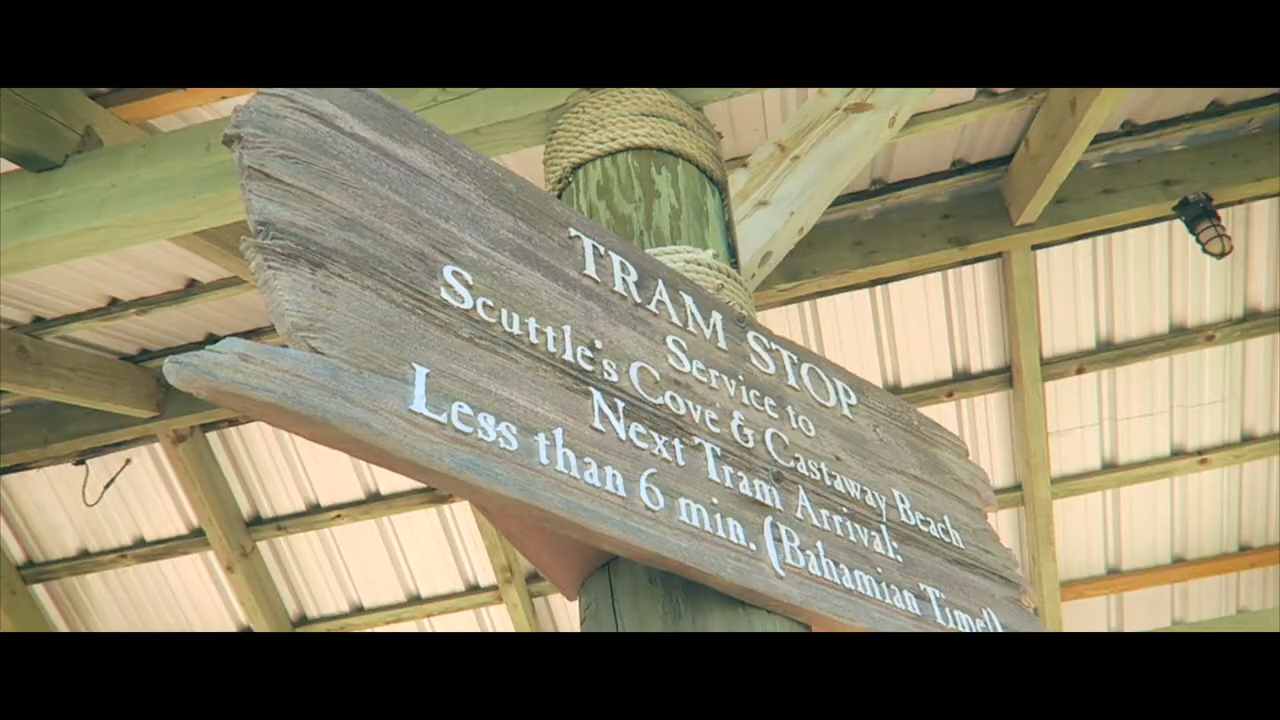 TRAM STOP
Service to
Scuttle's Cove & Castaway Beach
Next Tram Arrival:
Less than 6 min. (Bahamian Time!)